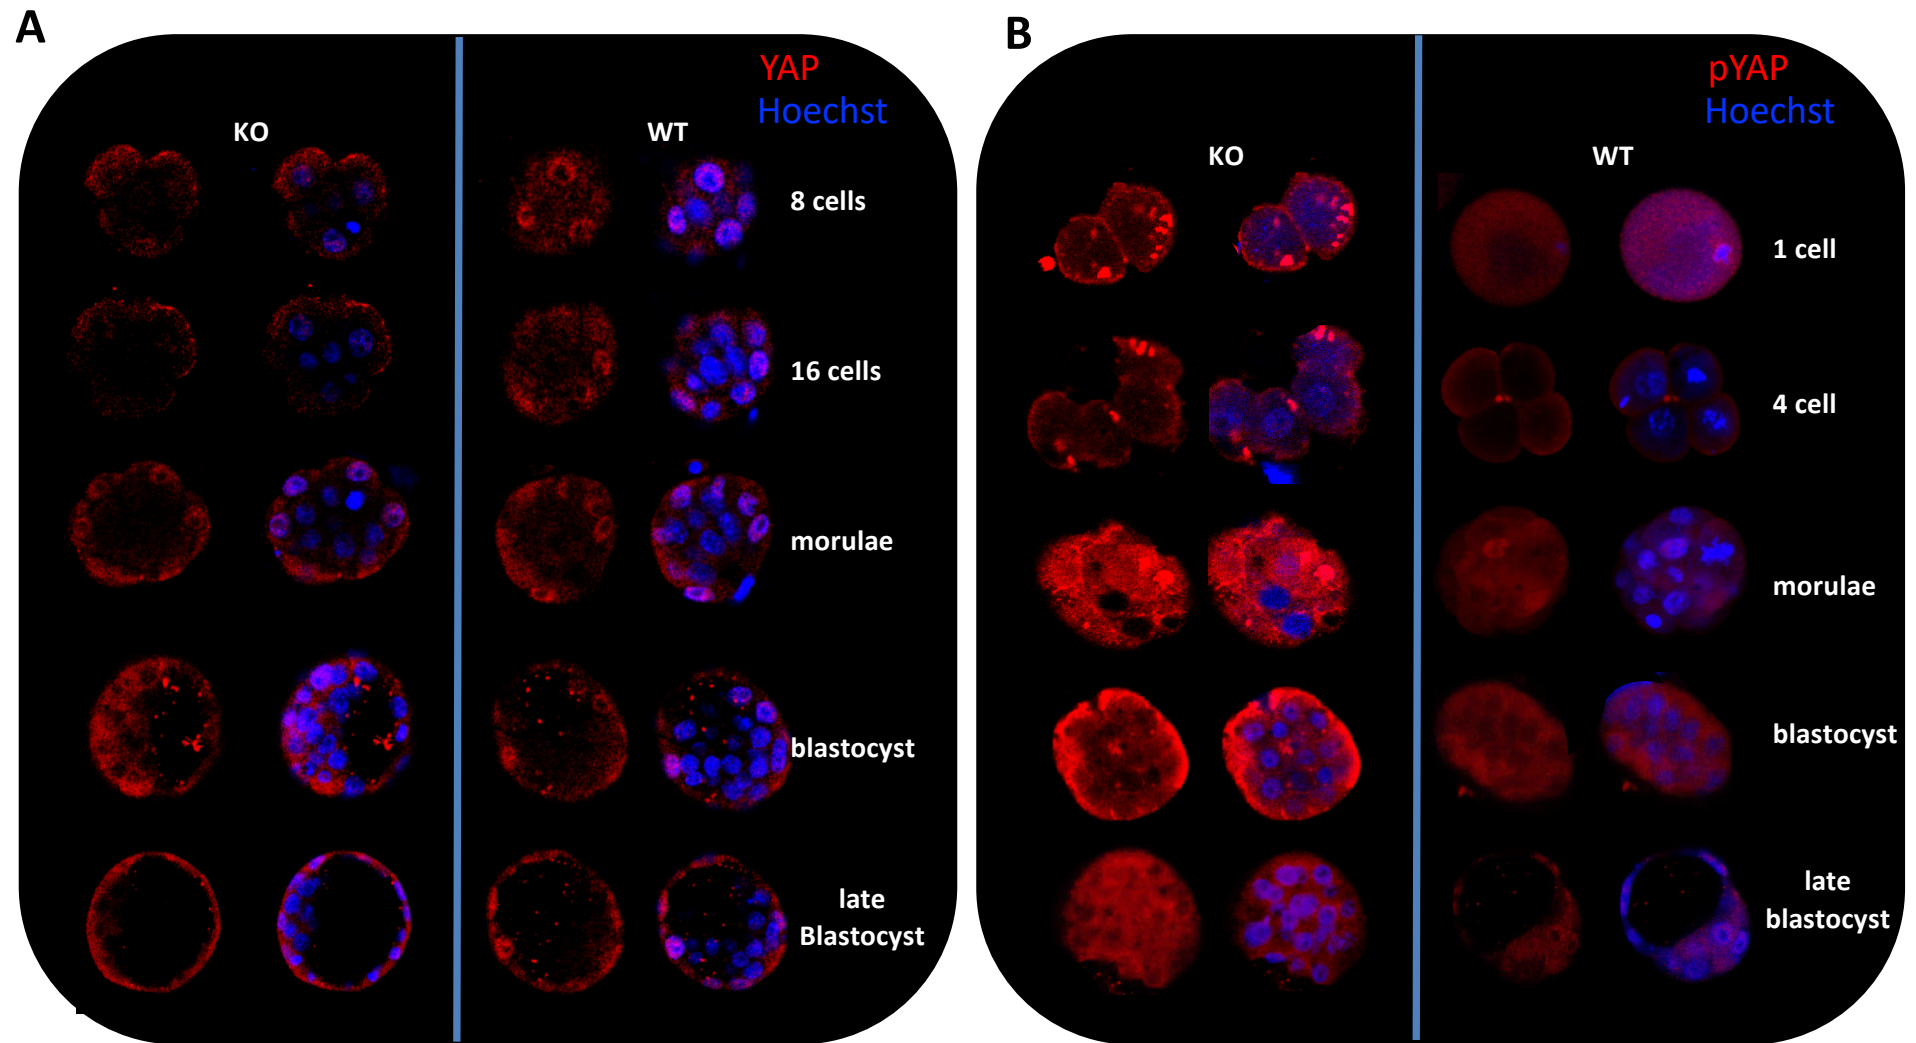 A
YAP
Hoechst
KO
WT
8 cells
16 cells
morulae
blastocyst
late
Blastocyst
B
pYAP
Hoechst
KO
WT
1 cell
4 cell
morulae
blastocyst
late
blastocyst